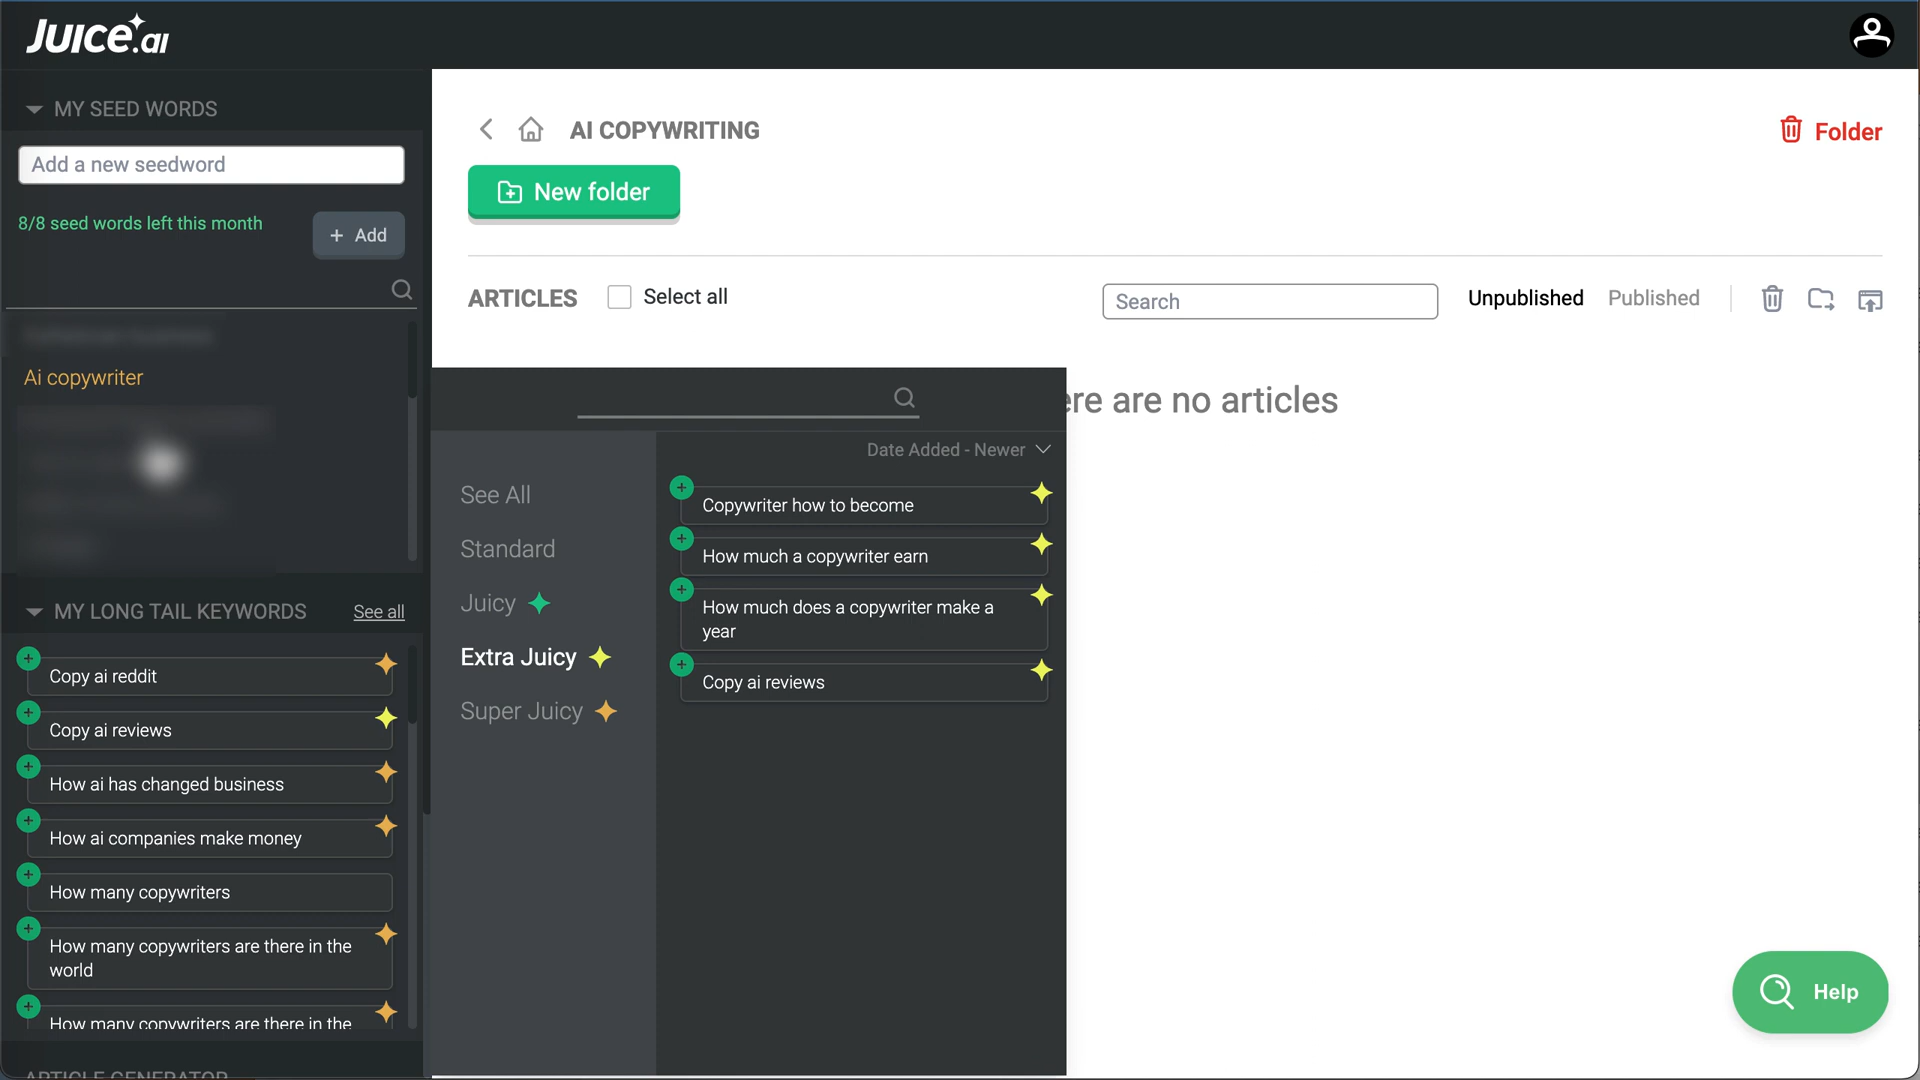 Juice.ai
MY SEED WORDS
Add a new seedword
8/8 seed words left this month
+ Add
Ai copywriter
MY LONG TAIL KEYWORDS
See all
Copy ai reddit
Copy ai reviews
How ai has changed business
How ai companies make money
How many copywriters
How many copywriters are there in the
world
How many copywriters are there in the
ARTICLE GENERATOR
AI COPYWRITING
Folder
New folder
ARTICLES
Select all
Search
Unpublished
Published
ere are no articles
Date Added - Newer
See All
Standard
Juicy
Extra Juicy
Super Juicy
Copywriter how to become
How much a copywriter earn
How much does a copywriter make a
year
Copy ai reviews
Help